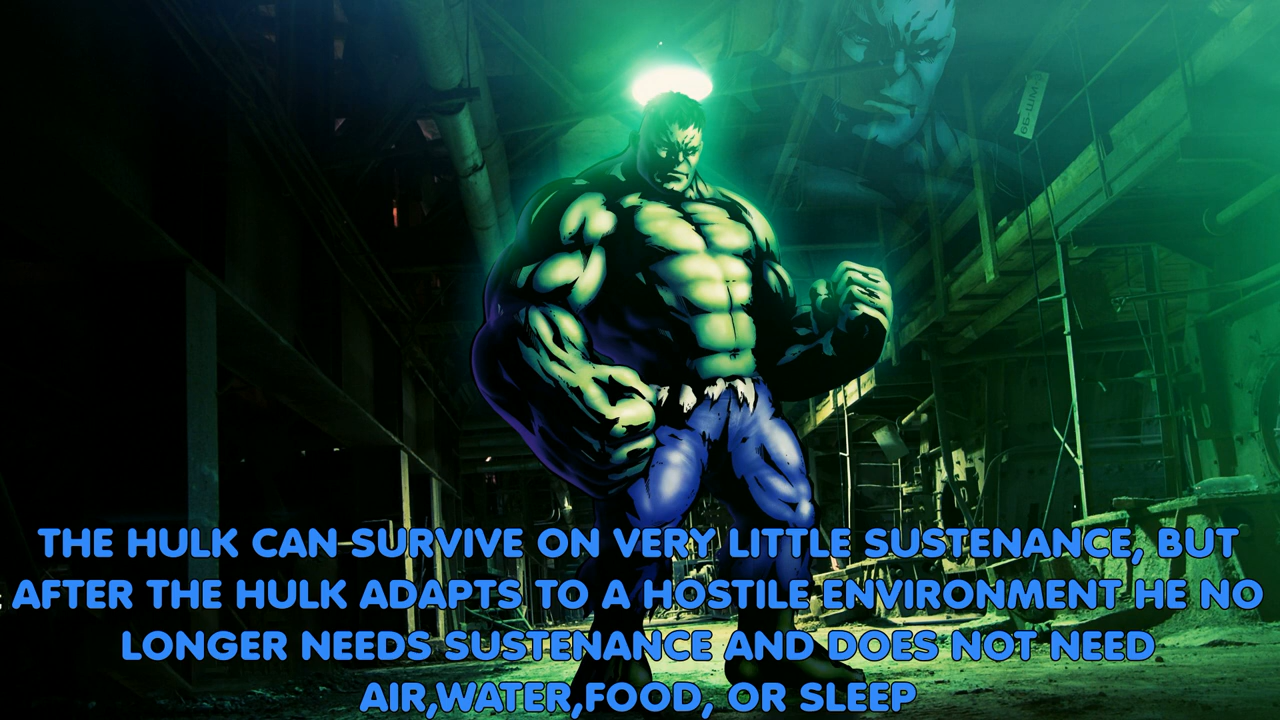 THE HULK CAN SURVIVE ON VERY LITTLE SUSTENANCE, BUT
AFTER THE HULK ADAPTS TO A HOSTILE ENVIRONMENT HE NO
LONGER NEEDS SUSTENANCE AND DOES NOT NEED
AIR,WATER,FOOD, OR SLEEP